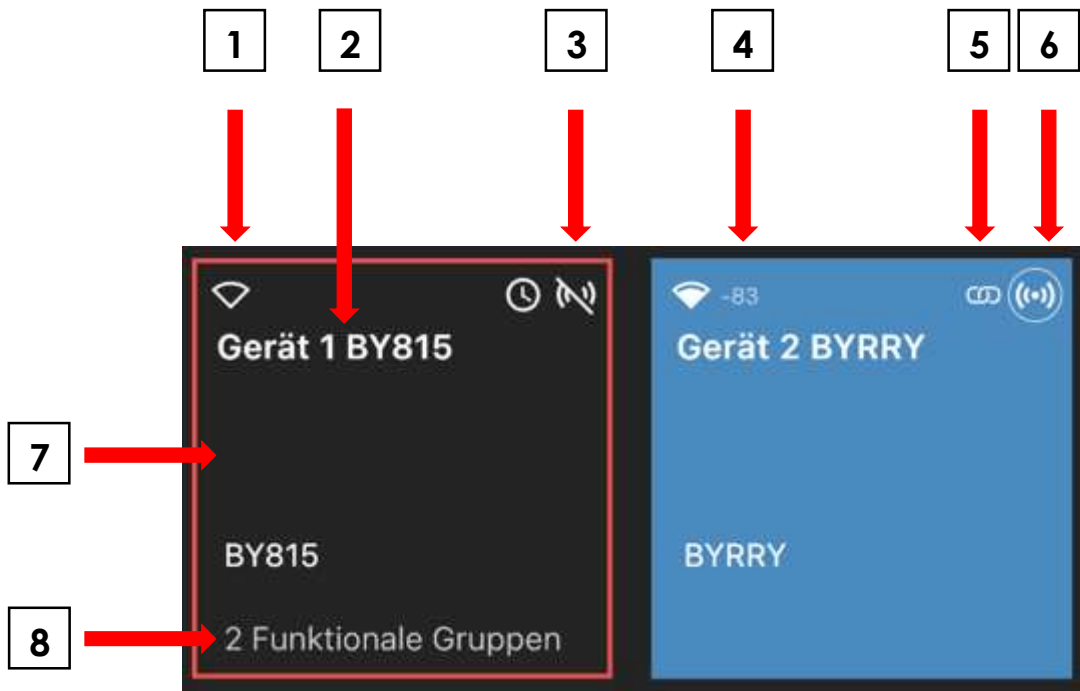 1 2 3 4 5 6
-83
Gerät 1 BY815 Gerät 2 BYRRY
7
BY815 BYRRY
8 2 Funktionale Gruppen